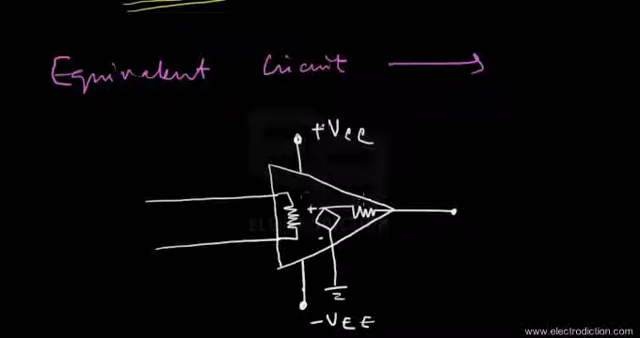 Equivalent Circuit
+VCC
+
-
-VEE
www.electrodiction.com